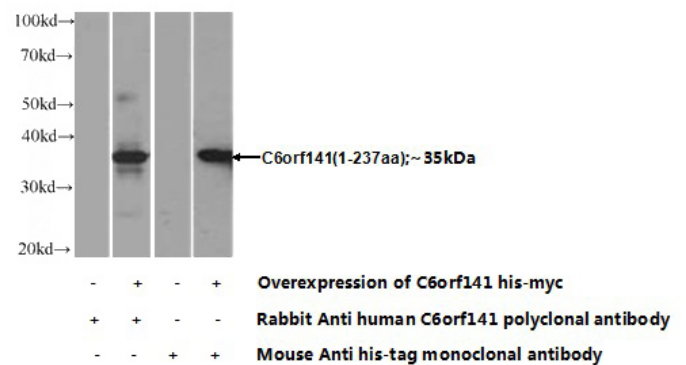 100kd→
70kd→
50kd→
40kd→
C6orf141(1-237aa);~35kDa
30kd→
20kd→
- + - + Overexpression of C6orf141 his-myc
+ + - - Rabbit Anti human C6orf141 polyclonal antibody
- - + + Mouse Anti his-tag monoclonal antibody